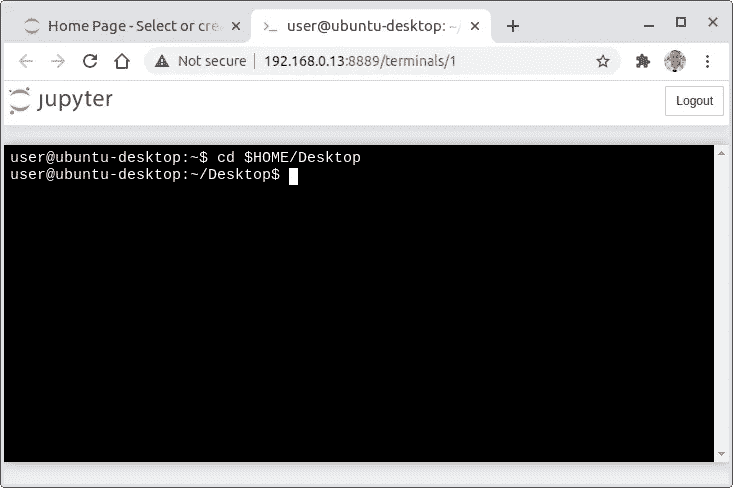 Home Page - Select or cre
user@ubuntu-desktop: ~/
Not secure
192.168.0.13:8889/terminals/1
jupyter
Logout
user@ubuntu-desktop:~$ cd $HOME/Desktop
user@ubuntu-desktop:~/Desktop$